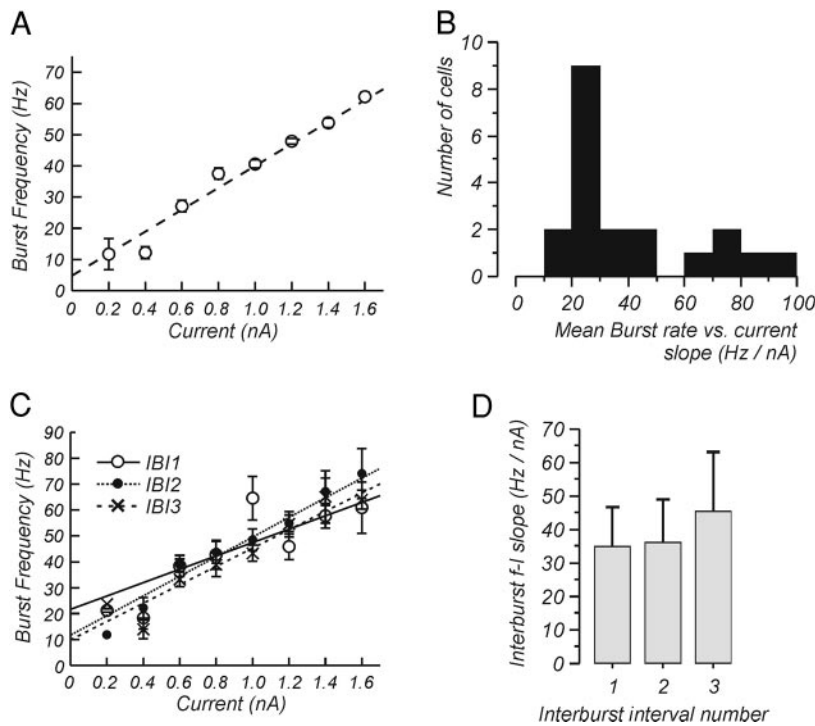 A
Burst Frequency (Hz)
70
60
50
40
30
20
10
0
0 0.2 0.4 0.6 0.8 1.0 1.2 1.4 1.6
Current (nA)
B
Number of cells
10
8
6
4
2
0
0 20 40 60 80 100
Mean Burst rate vs. current
slope (Hz / nA)
C
Burst Frequency (Hz)
90
80
70
60
50
40
30
20
10
0
IBI1
IBI2
IBI3
0 0.2 0.4 0.6 0.8 1.0 1.2 1.4 1.6
Current (nA)
D
Interburst f-I slope (Hz / nA)
70
60
50
40
30
20
10
0
1 2 3
Interburst interval number